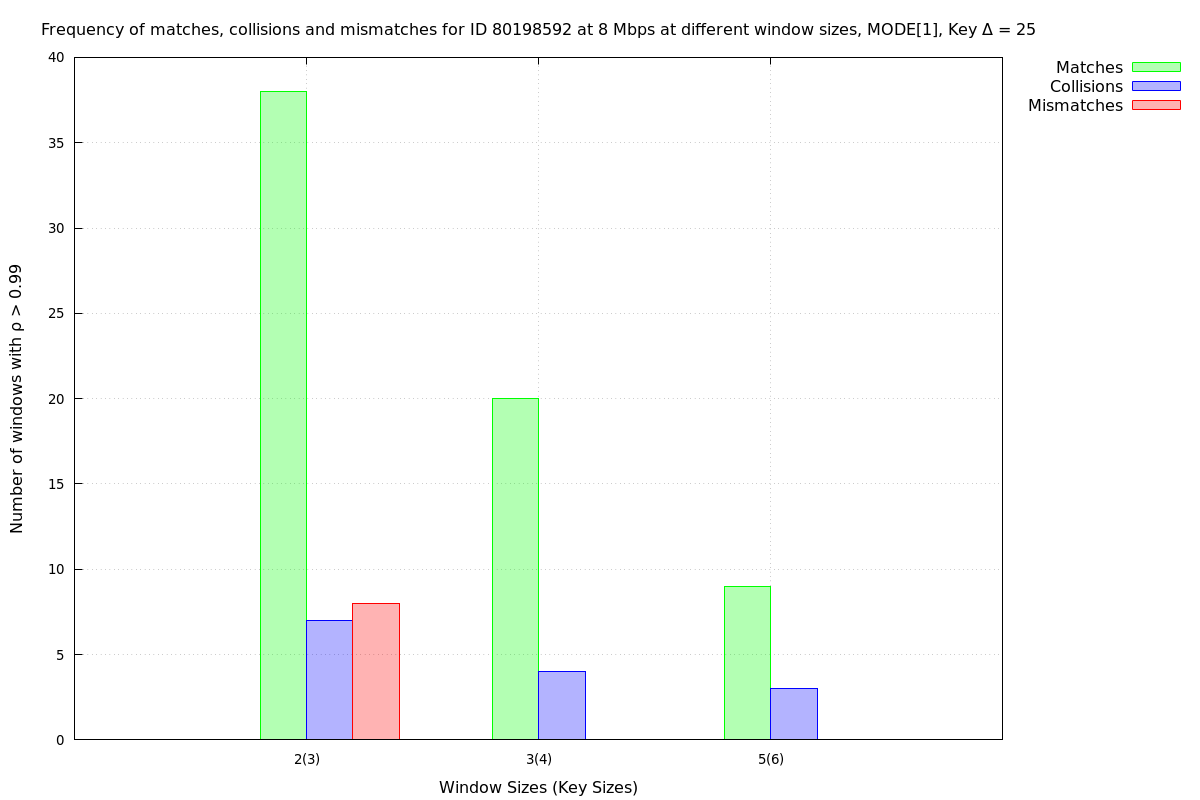 Frequency of matches, collisions and mismatches for ID 80198592 at 8 Mbps at different window sizes, MODE[1], Key Δ = 25
Matches
Collisions
Mismatches
Number of windows with ρ > 0.99
40
35
30
25
20
15
10
5
0
2(3)
3(4)
5(6)
Window Sizes (Key Sizes)